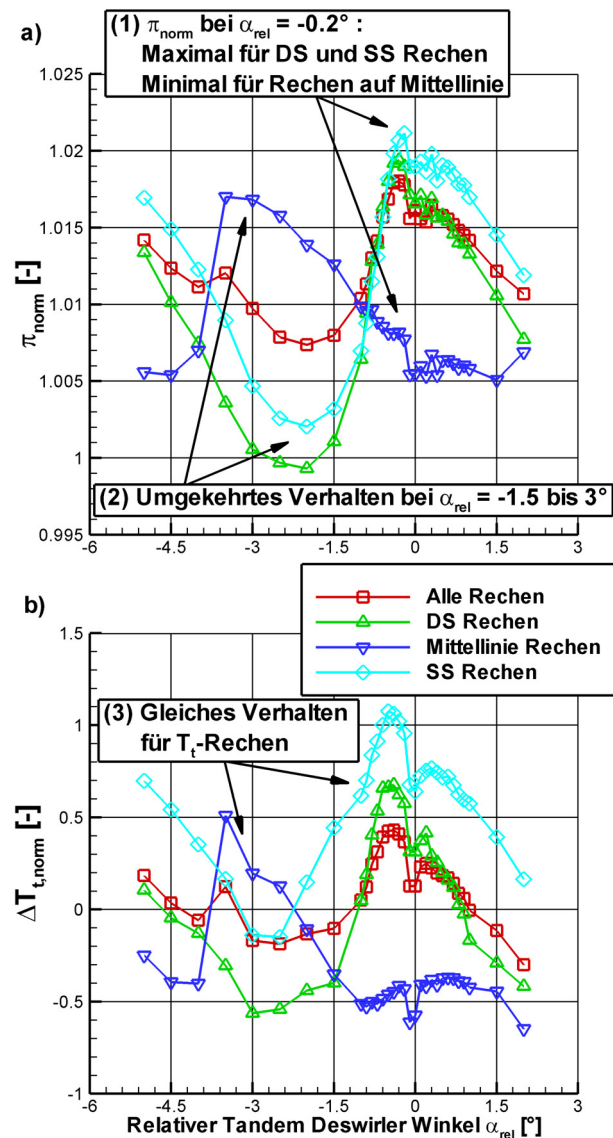 a)
(1) πnorm bei αrel = -0.2° :
Maximal für DS und SS Rechen
Minimal für Rechen auf Mittellinie
1.025
1.02
1.015
1.01
1.005
1
0.995
πnorm [-]
(2) Umgekehrtes Verhalten bei αrel = -1.5 bis 3°
-6 -4.5 -3 -1.5 0 1.5 3
b)
Alle Rechen
DS Rechen
Mittellinie Rechen
SS Rechen
(3) Gleiches Verhalten
für Tt-Rechen
1.5
1
0.5
0
-0.5
-1
ΔTt,norm [-]
-6 -4.5 -3 -1.5 0 1.5 3
Relativer Tandem Deswirler Winkel αrel [°]